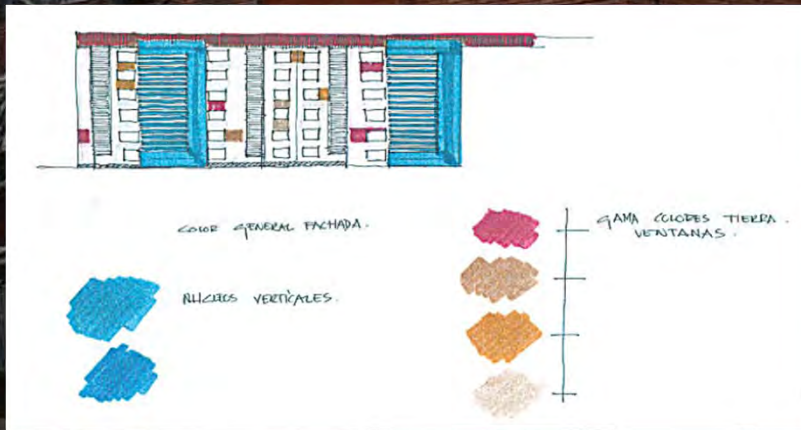 COLOR GENERAL FACHADA.
NUCLEOS VERTICALES.
GAMA COLORES TIERRA.
VENTANAS.